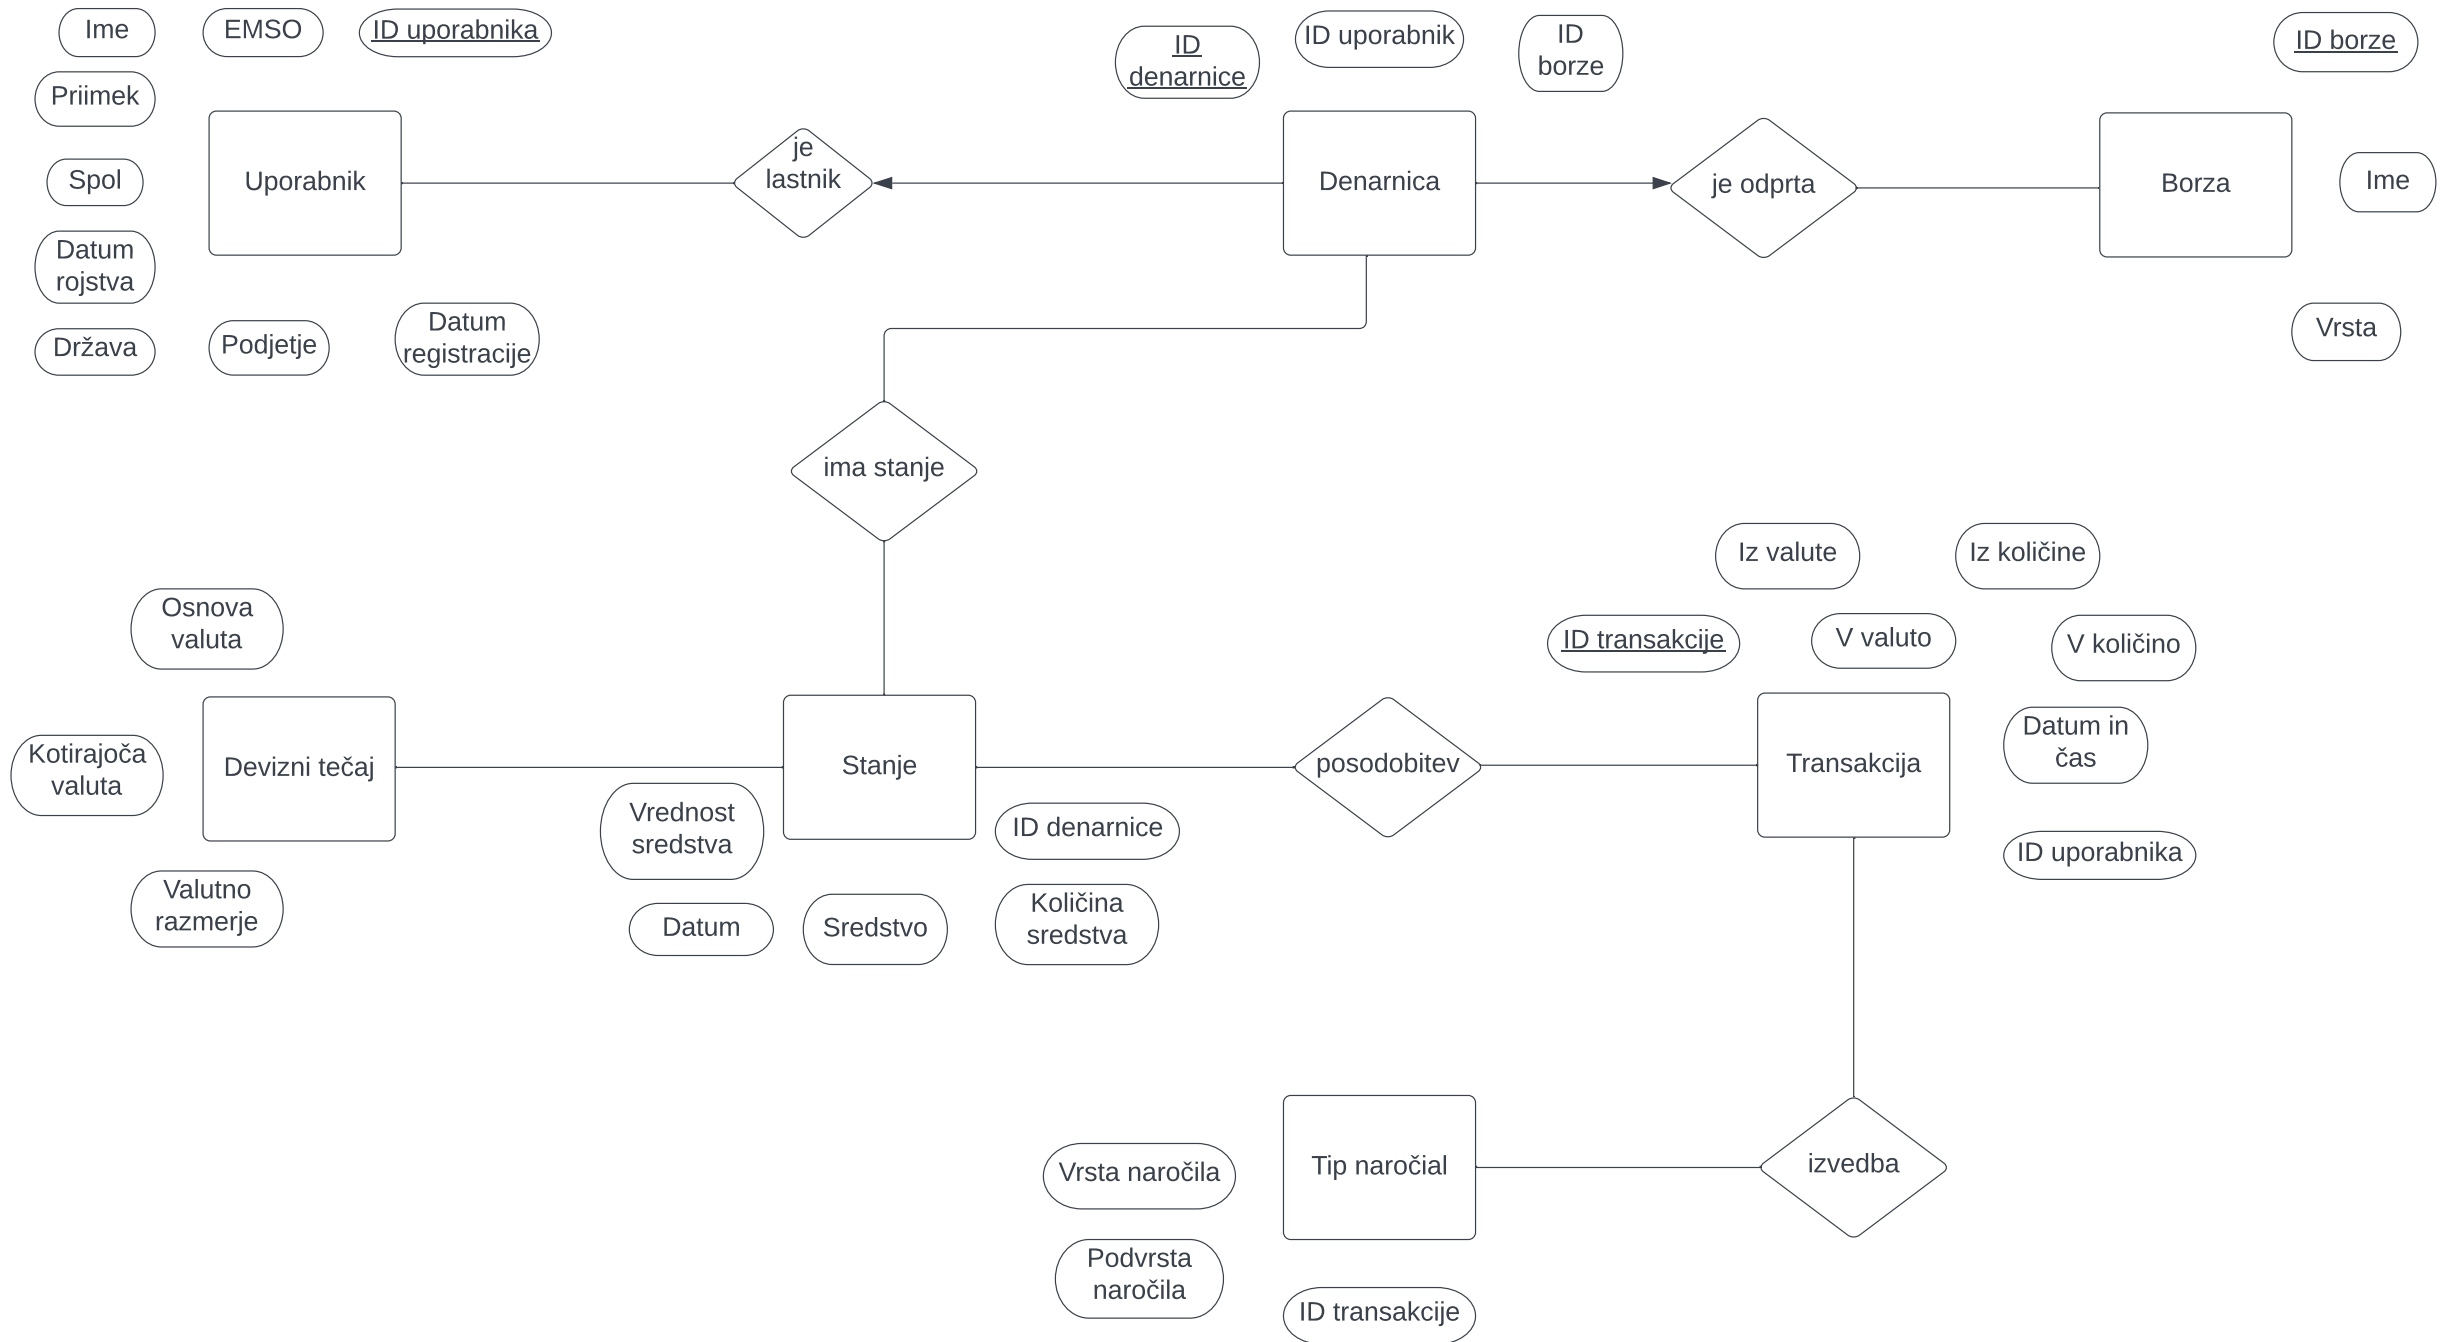 Ime
EMSO
ID uporabnika
ID
denarnice
ID uporabnik
ID
borze
ID borze
Priimek
Uporabnik
je
lastnik
Denarnica
je odprta
Borza
Ime
Spol
Datum
rojstva
Država
Podjetje
Datum
registracije
Vrsta
ima stanje
Iz valute
Iz količine
Osnova
valuta
ID transakcije
V valuto
V količino
Kotirajoča
valuta
Devizni tečaj
Stanje
posodobitev
Transakcija
Datum in
čas
Vrednost
sredstva
ID denarnice
ID uporabnika
Valutno
razmerje
Datum
Sredstvo
Količina
sredstva
Vrsta naročila
Tip naročial
izvedba
Podvrsta
naročila
ID transakcije